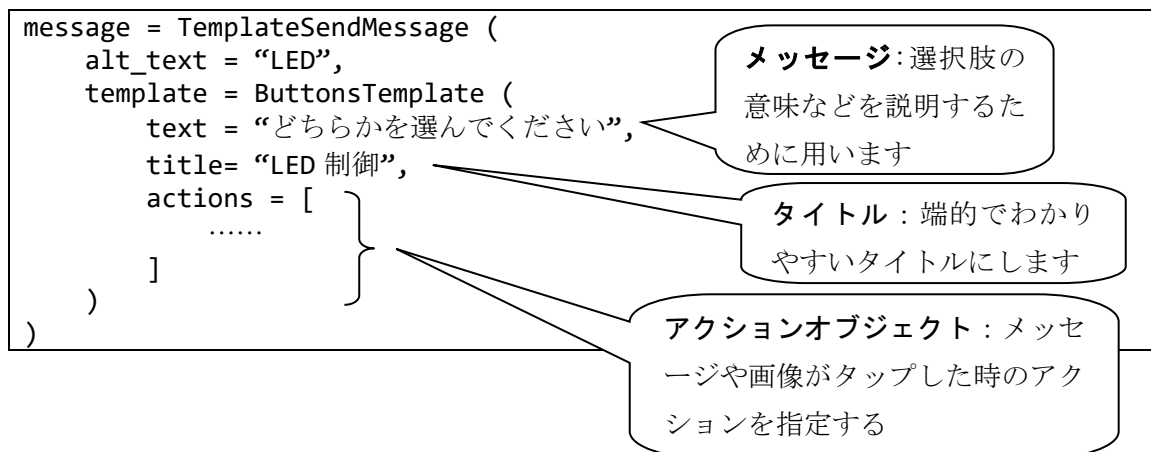 message = TemplateSendMessage (
    alt_text = “LED”,
    template = ButtonsTemplate (
        text = “どちらかを選んでください”,
        title= “LED 制御”,
        actions = [
            ……
        ]
    )
)
メッセージ：選択肢の
意味などを説明するた
めに用います
タイトル：端的でわかり
やすいタイトルにします
アクションオブジェクト：メッセ
ージや画像がタップした時のアク
ションを指定する